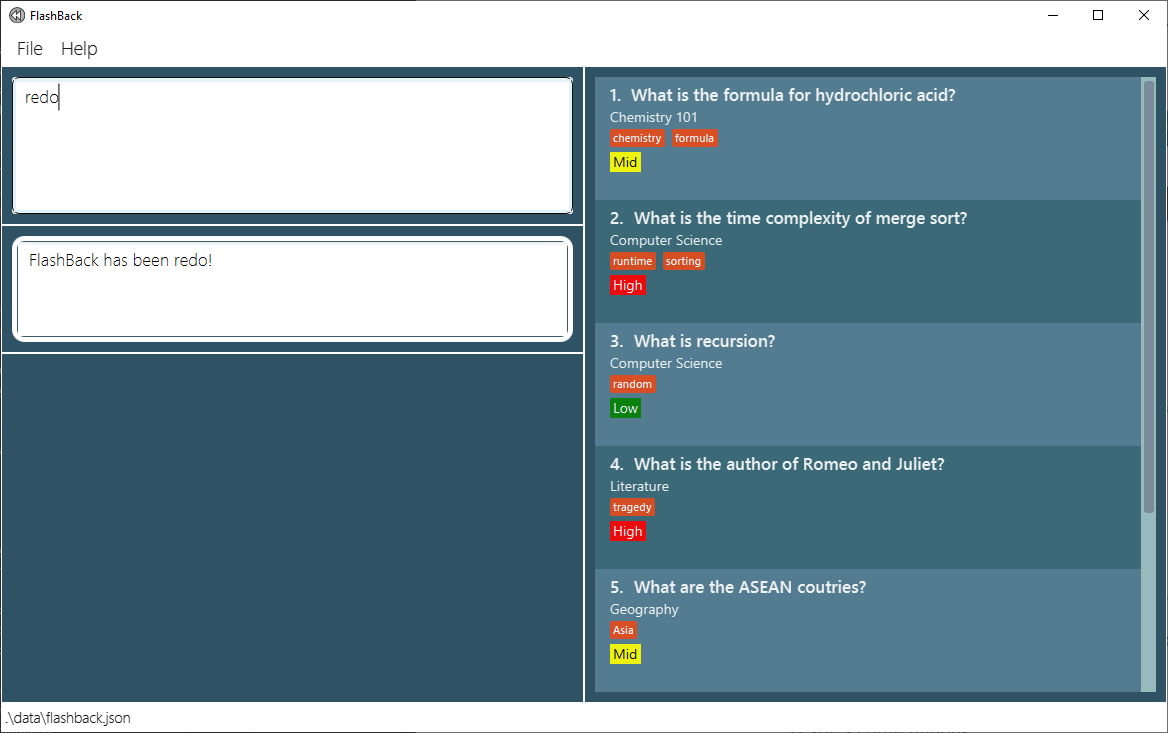 FlashBack
File Help
redo
FlashBack has been redo!
1. What is the formula for hydrochloric acid?
Chemistry 101
chemistry formula
Mid
2. What is the time complexity of merge sort?
Computer Science
runtime sorting
High
3. What is recursion?
Computer Science
random
Low
4. What is the author of Romeo and Juliet?
Literature
tragedy
High
5. What are the ASEAN coutries?
Geography
Asia
Mid
.\data\flashback.json